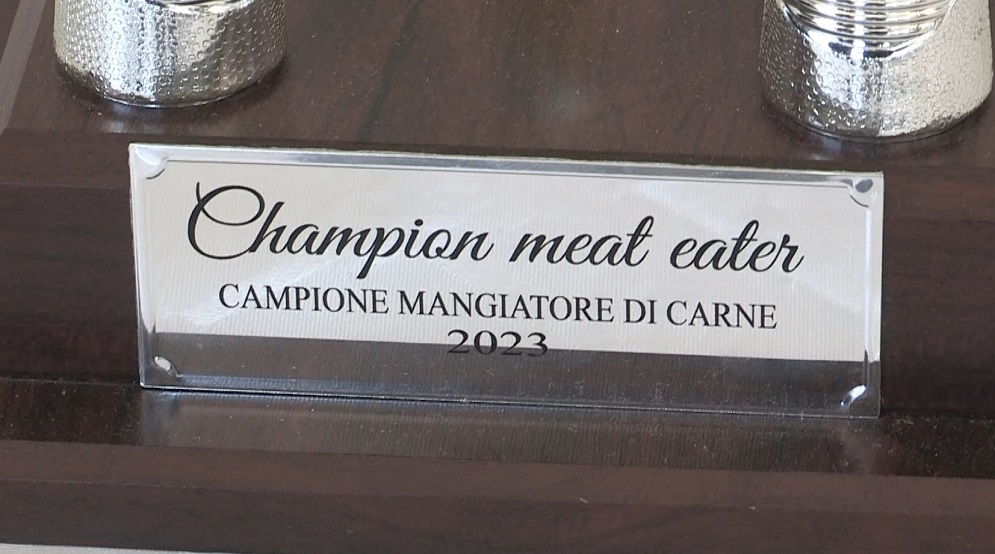 Champion meat eater
CAMPIONE MANGIATORE DI CARNE
2023